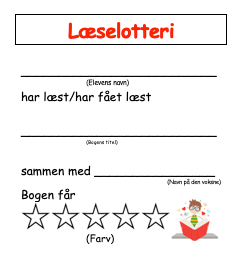 Læselotteri
(Elevens navn)
har læst/har fået læst
(Bogens titel)
sammen med
(Navn på den voksne)
Bogen får
(Farv)